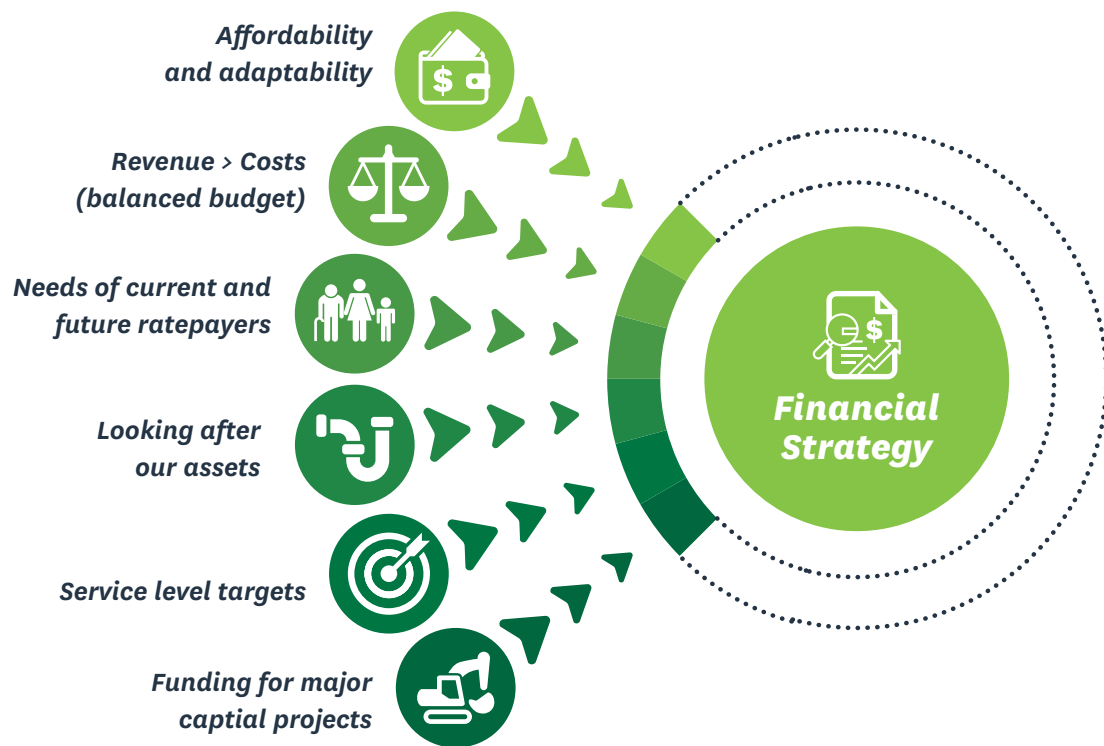 Affordability
and adaptability
$
Revenue > Costs
(balanced budget)
Needs of current and
future ratepayers
Looking after
our assets
Service level targets
Funding for major
captial projects
$
Financial
Strategy